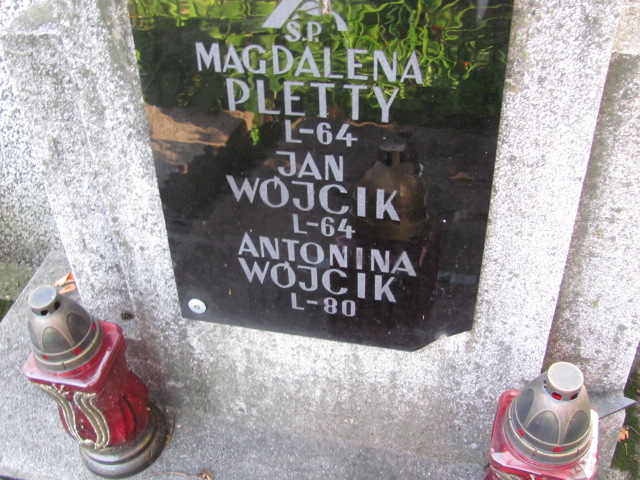 Ś.P.
MAGDALENA
PLETTY
L-64
JAN
WÓJCIK
L-64
ANTONINA
WÓJCIK
L-80